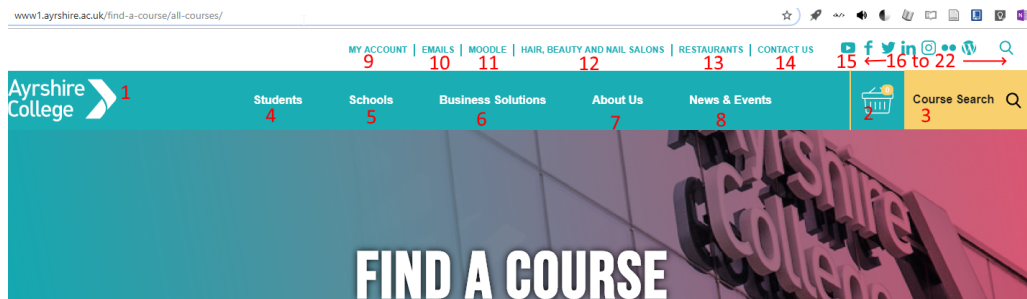 www1.ayrshire.ac.uk/find-a-course/all-courses/
MY ACCOUNT | EMAILS | MOODLE | HAIR, BEAUTY AND NAIL SALONS | RESTAURANTS | CONTACT US
9 10 11 12 13 14 15 ←16 to 22→
Ayrshire
College
1
Students Schools Business Solutions About Us News & Events 0 Course Search
4 5 6 7 8 2 3
Ayrshire
College
FIND A COURSE